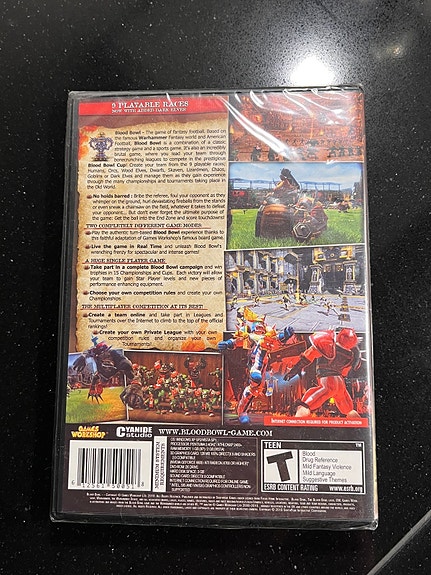 9 PLAYABLE RACES
NOW WITH ADDED DARK ELVES
Blood Bowl - The game of fantasy football. Based on
the famous Warhammer Fantasy world and American
Football, Blood Bowl is a combination of a classic
strategy game and a sports game. It's also an incredible
brutal game, where you lead your team through
bonecrunching leagues to compete in the prestigious
Blood Bowl Cup! Create your team from the 9 playable races:
Humans, Orcs, Wood Elves, Dwarfs, Skaven, Lizardmen, Chaos,
Goblins or Dark Elves and manage them as they gain experience
through the many championships and tournaments taking place in
the Old World.
No holds barred : Bribe the referee, foul your opponent as they
whimper on the ground, hurl devastating fireballs from the stands
or even sneak a chainsaw on the field, whatever it takes to defeat
your opponent... But don't ever forget the ultimate purpose of
the game: Get the ball into the End Zone and score touchdowns!
TWO COMPLETELY DIFFERENT GAME MODES
Play the authentic turn-based Blood Bowl experience thanks to
this faithful adaptation of Games Workshop's famous board game.
Live the game in Real Time and unleash Blood Bowl's
wrenching frenzy for spectacular and intense games!
A HUGE SINGLE PLAYER GAME
Take part in a complete Blood Bowl campaign and win
trophies in 15 Championships and Cups. Each victory will allow
your team to gain Star Player levels and new pieces of
performance enhancing equipment.
Choose your own competition rules and create your own
Championships.
THE MULTIPLAYER COMPETITION AT ITS BEST!
Create a team online and take part in Leagues and
Tournaments over the Internet to climb to the top of the official
rankings!
Create your own Private League with your own
competition rules and organize your own
Tournaments!
INTERNET CONNECTION REQUIRED FOR PRODUCT ACTIVATION
GAMES WORKSHOP
CYANIDE studio
WWW.BLOODBOWL-GAME.COM
TEEN
T
Blood
Drug Reference
Mild Fantasy Violence
Mild Language
Suggestive Themes
ESRB CONTENT RATING
www.esrb.org